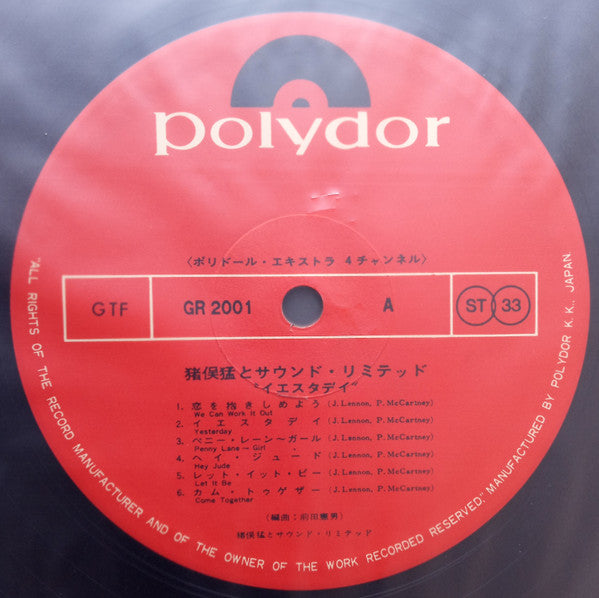 polydor
〈ポリドール・エキストラ 4チャンネル〉
GTF GR 2001 A ST 33
猪俣猛とサウンド・リミテッド
"イエスタデイ"
1. 恋を抱きしめよう (J. Lennon, P. McCartney)
We Can Work It Out
2. イエスタデイ (J. Lennon, P. McCartney)
Yesterday
3. ペニー・レーン〜ガール (J. Lennon, P. McCartney)
Penny Lane〜Girl
4. ヘイ・ジュード (J. Lennon, P. McCartney)
Hey Jude
5. レット・イット・ビー (J. Lennon, P. McCartney)
Let It Be
6. カム・トゥゲザー (J. Lennon, P. McCartney)
Come Together
(編曲:前田憲男)
猪俣猛とサウンド・リミテッド
"ALL RIGHTS OF THE RECORD MANUFACTURER AND OF THE OWNER OF THE WORK RECORDED RESERVED." MANUFACTURED BY POLYDOR K.K., JAPAN.